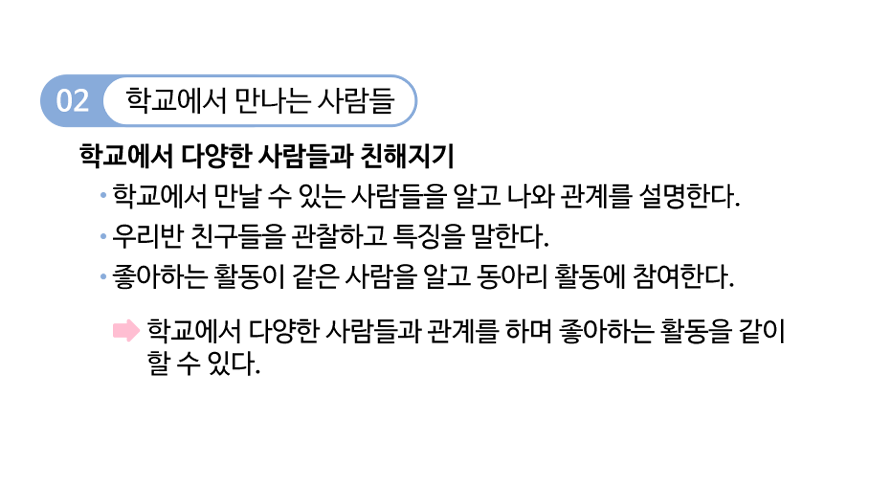 02 학교에서 만나는 사람들
학교에서 다양한 사람들과 친해지기
• 학교에서 만날 수 있는 사람들을 알고 나와 관계를 설명한다.
• 우리반 친구들을 관찰하고 특징을 말한다.
• 좋아하는 활동이 같은 사람을 알고 동아리 활동에 참여한다.
학교에서 다양한 사람들과 관계를 하며 좋아하는 활동을 같이
할 수 있다.